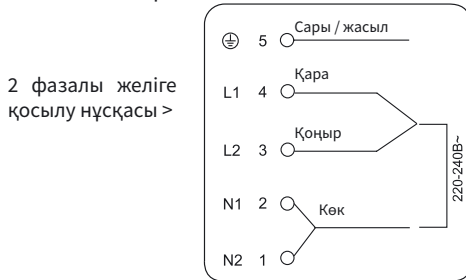 2 фазалы желіге
қосылу нұсқасы >
5 Сары / жасыл
L1 4 Қара
L2 3 Қоңыр
N1 2 Көк
N2 1
220-240В~